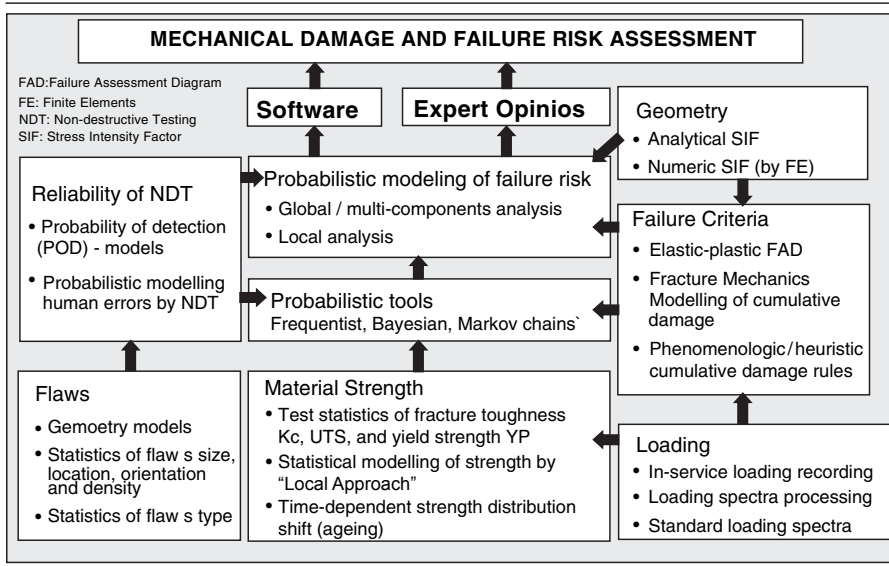 MECHANICAL DAMAGE AND FAILURE RISK ASSESSMENT
FAD:Failure Assessment Diagram
FE: Finite Elements
NDT: Non-destructive Testing
SIF: Stress Intensity Factor
Software
Expert Opinios
Geometry
• Analytical SIF
• Numeric SIF (by FE)
Reliability of NDT
• Probability of detection
(POD) - models
• Probabilistic modelling
human errors by NDT
Probabilistic modeling of failure risk
• Global / multi-components analysis
• Local analysis
Failure Criteria
• Elastic-plastic FAD
• Fracture Mechanics
Modelling of cumulative
damage
• Phenomenologic/heuristic
cumulative damage rules
Probabilistic tools
Frequentist, Bayesian, Markov chains`
Flaws
• Gemoetry models
• Statistics of flaw s size,
location, orientation
and density
• Statistics of flaw s type
Material Strength
• Test statistics of fracture toughness
Kc, UTS, and yield strength YP
• Statistical modelling of strength by
“Local Approach”
• Time-dependent strength distribution
shift (ageing)
Loading
• In-service loading recording
• Loading spectra processing
• Standard loading spectra